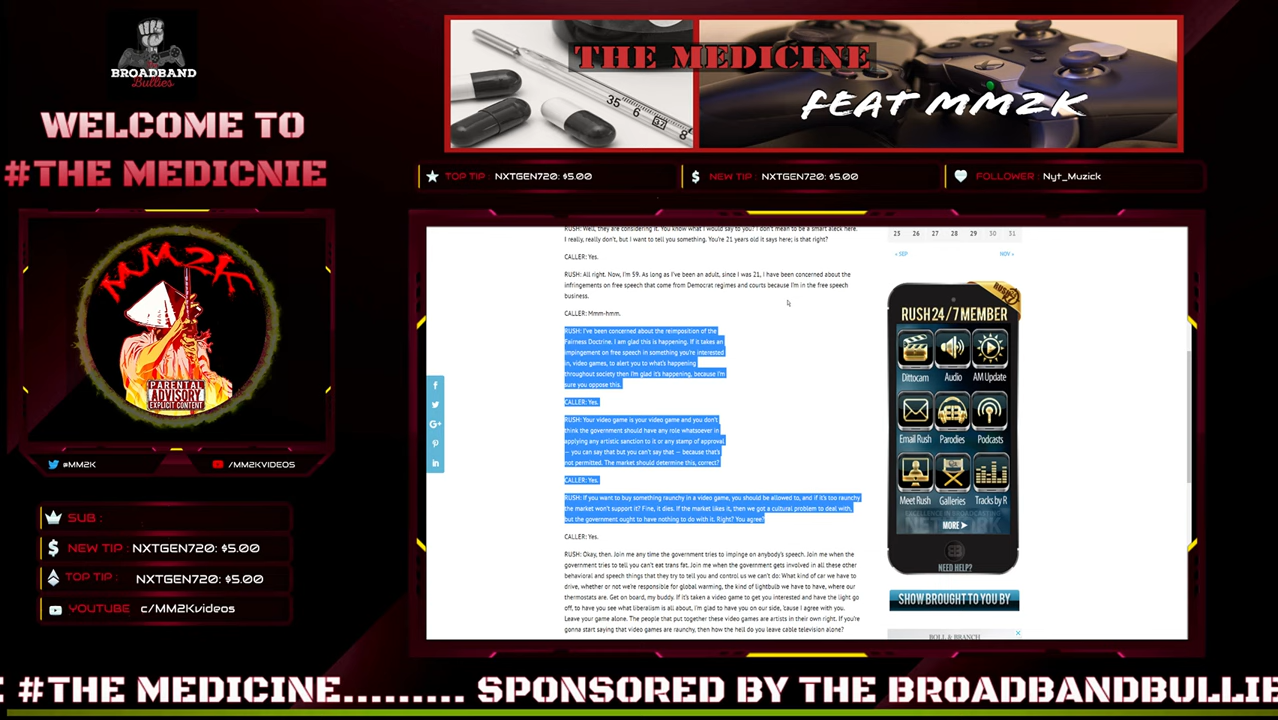 BROADBAND
Bullies
WELCOME TO
#THE MEDICNIE
THE MEDICINE
FEAT MM2K
35
6
37
8
TOP TIP : NXTGEN720: $5.00
NEW TIP : NXTGEN720: $5.00
FOLLOWER : Nyt_Muzick
MM2K
PARENTAL
ADVISORY
EXPLICIT CONTENT
@MM2K
/MM2KVIDEOS
SUB :
NEW TIP : NXTGEN720: $5.00
TOP TIP : NXTGEN720: $5.00
YOUTUBE c/MM2Kvideos
RUSH: Well, they are considering it. You know what I would say to you? I don't mean to be a smart aleck here.
I really, really don't, but I want to tell you something. You're 21 years old it says here; is that right?
CALLER: Yes.
RUSH: All right. Now, I'm 59. As long as I've been an adult, since I was 21, I have been concerned about the
infringements on free speech that come from Democrat regimes and courts because I'm in the free speech
business.
CALLER: Mmm-hmm.
RUSH: I've been concerned about the reimposition of the
Fairness Doctrine. I am glad this is happening. If it takes an
impingement on free speech in something you're interested
in, video games, to alert you to what's happening
throughout society then I'm glad it's happening, because I'm
sure you oppose this.
CALLER: Yes.
RUSH: Your video game is your video game and you don't
think the government should have any role whatsoever in
applying any artistic sanction to it or any stamp of approval
— you can say that but you can't say that — because that's
not permitted. The market should determine this, correct?
CALLER: Yes.
RUSH: If you want to buy something raunchy in a video game, you should be allowed to, and if it's too raunchy
the market won't support it? Fine, it dies. If the market likes it, then we got a cultural problem to deal with,
but the government ought to have nothing to do with it. Right? You agree?
CALLER: Yes.
RUSH: Okay, then. Join me any time the government tries to impinge on anybody's speech. Join me when the
government tries to tell you can't eat trans fat. Join me when the government gets involved in all these other
behavioral and speech things that they try to tell you and control us we can't do: What kind of car we have to
drive, whether or not we're responsible for global warming, the kind of lightbulb we have to have, where our
thermostats are. Get on board, my buddy. If it's taken a video game to get you interested and have the light go
off, to have you see what liberalism is all about, I'm glad to have you on our side, 'cause I agree with you.
Leave your game alone. The people that put together these video games are artists in their own right. If you're
gonna start saying that video games are raunchy, then how the hell do you leave cable television alone?
f
G+
in
25 26 27 28 29 30 31
« SEP
NOV »
RUSH 24/7 MEMBER
Dittocam
Audio
AM Update
Email Rush
Parodies
Podcasts
Meet Rush
Galleries
Tracks by R
EXCELLENCE IN BROADCASTING
NETWORK
MORE ►
NEED HELP?
SHOW BROUGHT TO YOU BY
BOLL & BRANCH
E #THE MEDICINE......... SPONSORED BY THE BROADBANDBULLIE